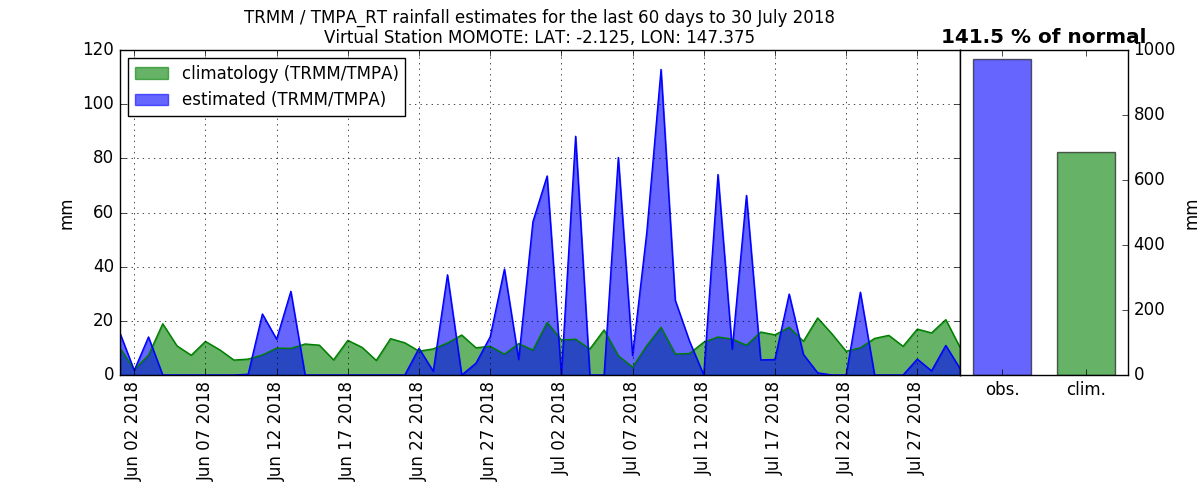 TRMM / TMPA_RT rainfall estimates for the last 60 days to 30 July 2018
Virtual Station MOMOTE: LAT: -2.125, LON: 147.375
141.5 % of normal
climatology (TRMM/TMPA)
estimated (TRMM/TMPA)
mm
120
100
80
60
40
20
0
Jun 02 2018
Jun 07 2018
Jun 12 2018
Jun 17 2018
Jun 22 2018
Jun 27 2018
Jul 02 2018
Jul 07 2018
Jul 12 2018
Jul 17 2018
Jul 22 2018
Jul 27 2018
obs.
clim.
1000
800
600
400
200
0
mm